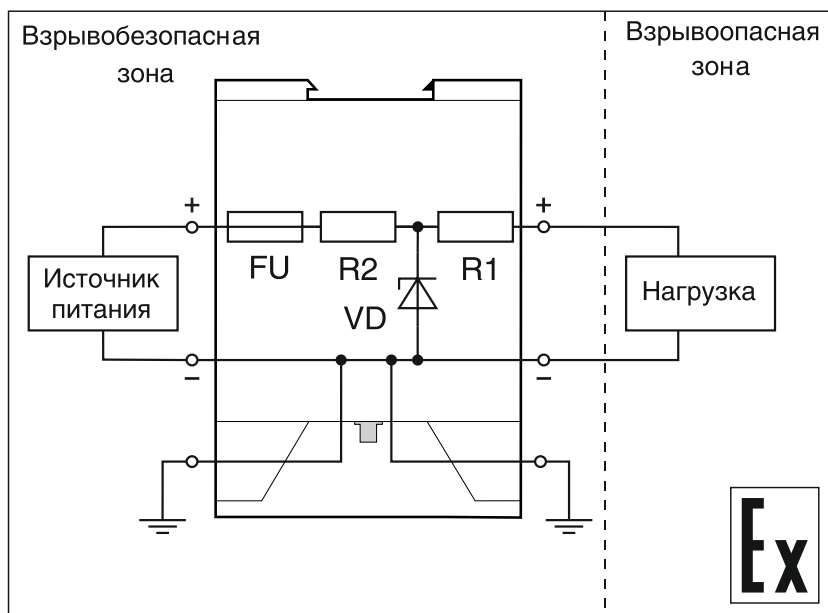 Взрывобезопасная
зона
Взрывоопасная
зона
+
+
FU
R2
R1
Источник
питания
VD
Нагрузка
−
−
Ex